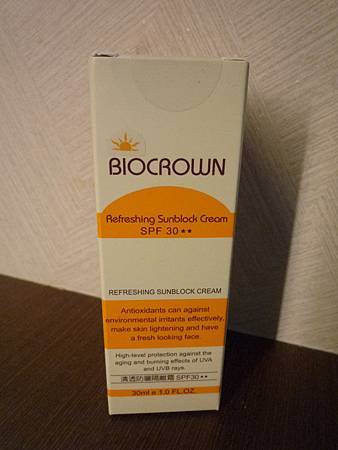 BIOCROWN
Refreshing Sunblock Cream
SPF 30 ★★
REFRESHING SUNBLOCK CREAM
Antioxidants can against
environmental irritants effectively,
make skin lightening and have
a fresh looking face.
High-level protection against the
aging and burning effects of UVA
and UVB rays.
清透防曬隔離霜 SPF30★★
30ml e 1.0 FL.OZ.